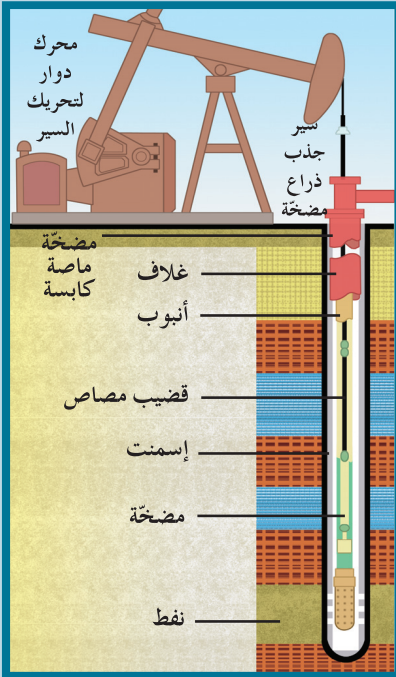 محرك
دوار
لتحريك
السير
سير
جذب
ذراع
مضخّة
مضخّة
ماصة
كابسة
غلاف
أنبوب
قضيب مصاص
إسمنت
مضخّة
نفط